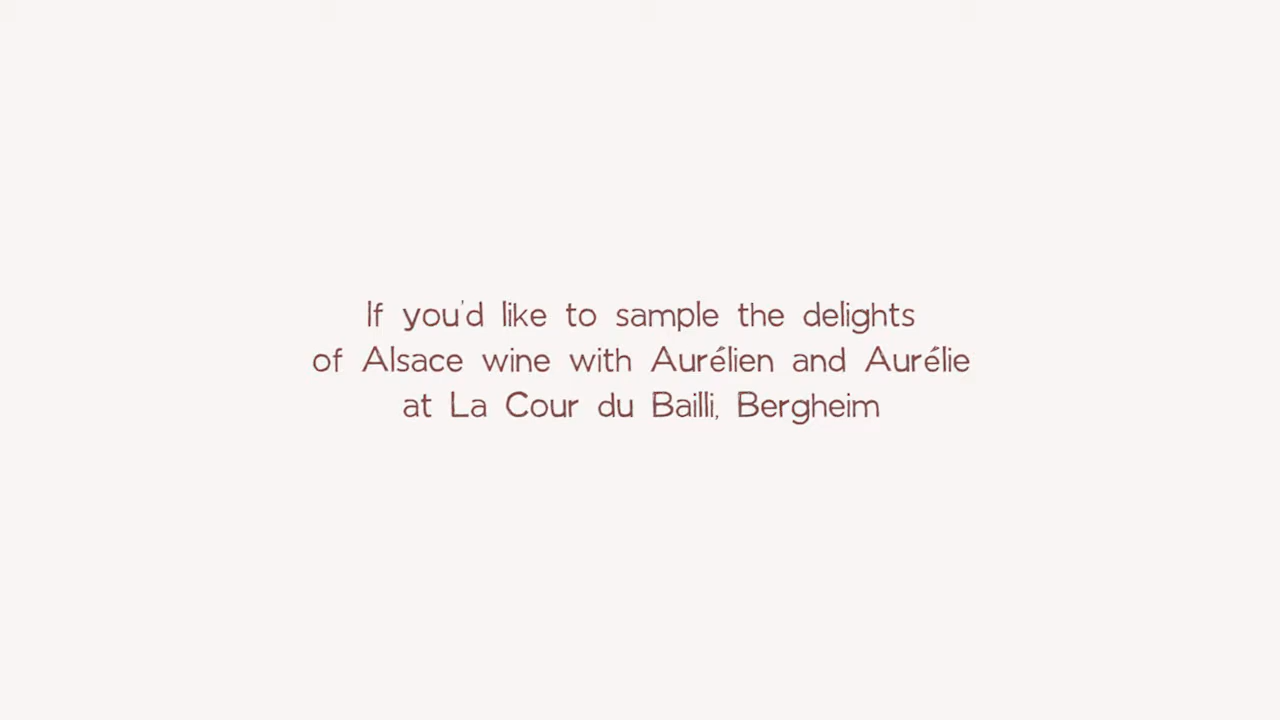 If you'd like to sample the delights
of Alsace wine with Aurélien and Aurélie
at La Cour du Bailli, Bergheim